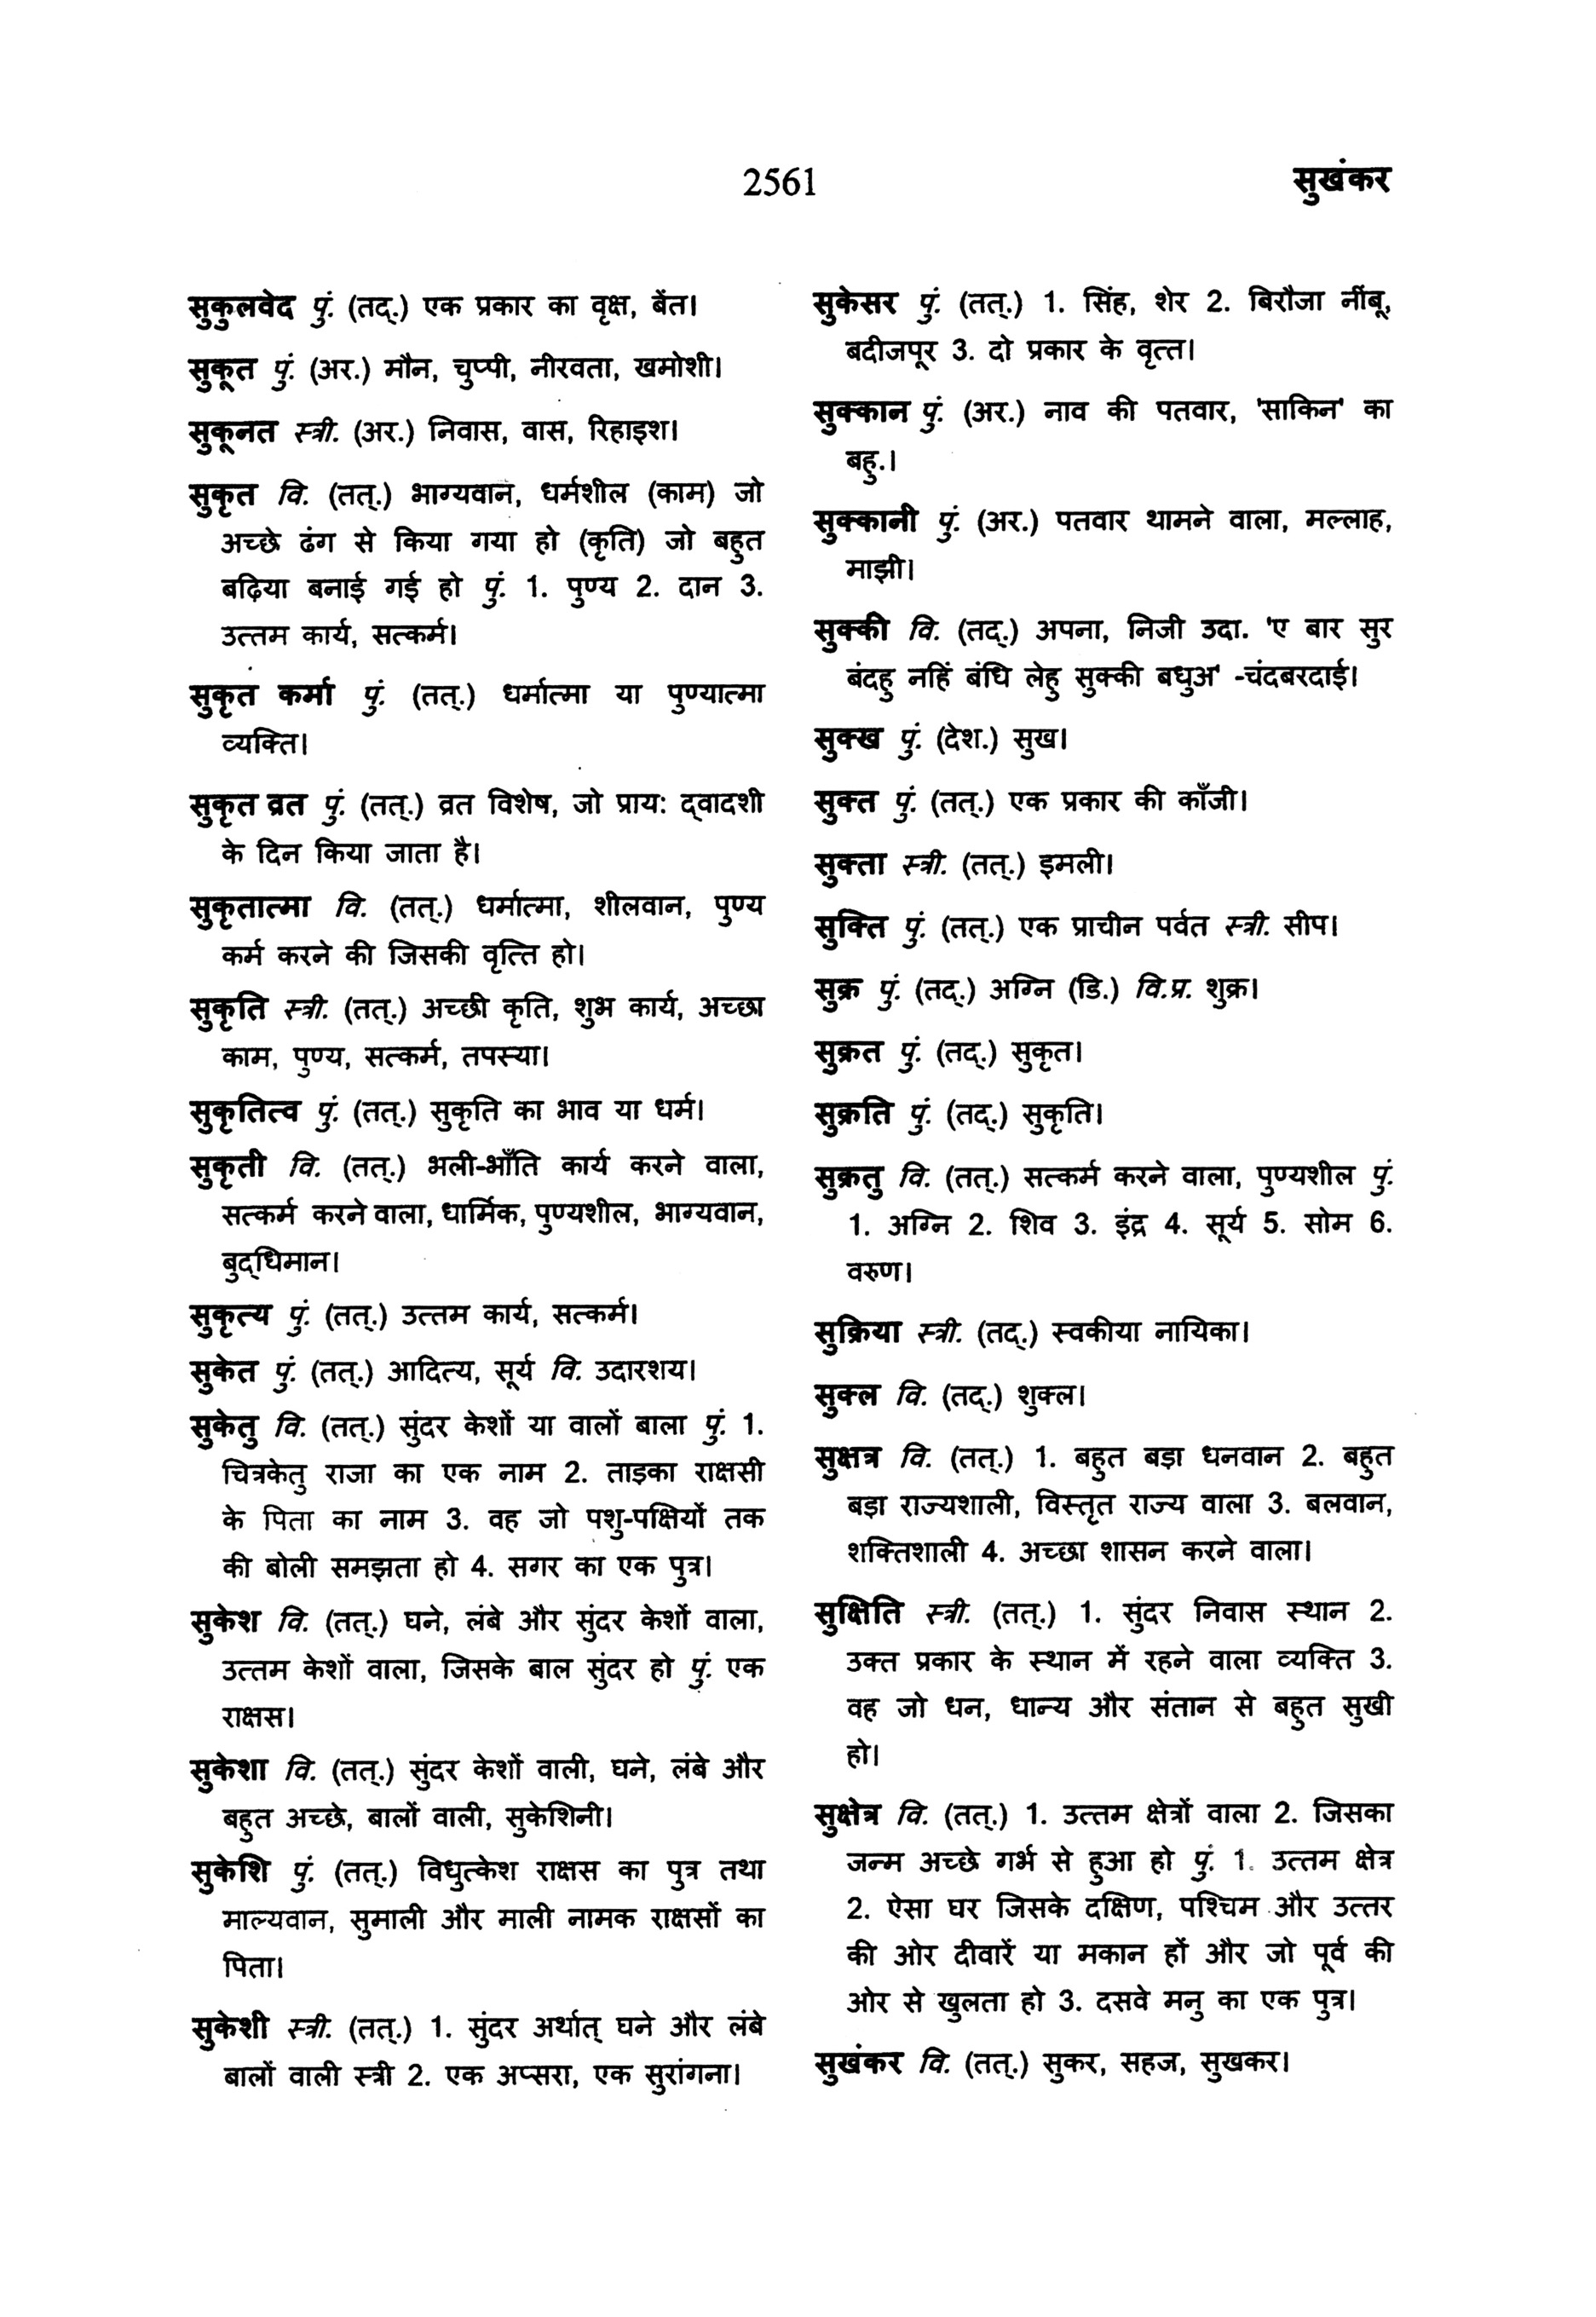 2561
सुखंकर
सुकुलवेद पुं. (तद्.) एक प्रकार का वृक्ष, बेंत।
सुकूत पुं. (अर.) मौन, चुप्पी, नीरवता, खमोशी।
सुकूनत स्त्री. (अर.) निवास, वास, रिहाइश।
सुकृत वि. (तत्.) भाग्यवान, धर्मशील (काम) जो
अच्छे ढंग से किया गया हो (कृति) जो बहुत
बढ़िया बनाई गई हो पुं. 1. पुण्य 2. दान 3.
उत्तम कार्य, सत्कर्म।
सुकृत कर्मा पुं. (तत्.) धर्मात्मा या पुण्यात्मा
व्यक्ति।
सुकृत व्रत पुं. (तत्.) व्रत विशेष, जो प्राय: द्वादशी
के दिन किया जाता है।
सुकृतात्मा वि. (तत्.) धर्मात्मा, शीलवान, पुण्य
कर्म करने की जिसकी वृत्ति हो।
सुकृति स्त्री. (तत्.) अच्छी कृति, शुभ कार्य, अच्छा
काम, पुण्य, सत्कर्म, तपस्या।
सुकृतित्व पुं. (तत्.) सुकृति का भाव या धर्म।
सुकृती वि. (तत्.) भली-भाँति कार्य करने वाला,
सत्कर्म करने वाला, धार्मिक, पुण्यशील, भाग्यवान,
बुद्धिमान।
सुकृत्य पुं. (तत्.) उत्तम कार्य, सत्कर्म।
सुकेत पुं. (तत्.) आदित्य, सूर्य वि. उदारशय।
सुकेतु वि. (तत्.) सुंदर केशों या वालों बाला पुं. 1.
चित्रकेतु राजा का एक नाम 2. ताड़का राक्षसी
के पिता का नाम 3. वह जो पशु-पक्षियों तक
की बोली समझता हो 4. सगर का एक पुत्र।
सुकेश वि. (तत्.) घने, लंबे और सुंदर केशों वाला,
उत्तम केशों वाला, जिसके बाल सुंदर हो पुं. एक
राक्षस।
सुकेशा वि. (तत्.) सुंदर केशों वाली, घने, लंबे और
बहुत अच्छे, बालों वाली, सुकेशिनी।
सुकेशि पुं. (तत्.) विधुत्केश राक्षस का पुत्र तथा
माल्यवान, सुमाली और माली नामक राक्षसों का
पिता।
सुकेशी स्त्री. (तत्.) 1. सुंदर अर्थात् घने और लंबे
बालों वाली स्त्री 2. एक अप्सरा, एक सुरांगना।
सुकेसर पुं. (तत्.) 1. सिंह, शेर 2. बिरौजा नींबू,
बदीजपूर 3. दो प्रकार के वृत्त।
सुक्कान पुं. (अर.) नाव की पतवार, 'साकिन' का
बहु.।
सुक्कानी पुं. (अर.) पतवार थामने वाला, मल्लाह,
माझी।
सुक्की वि. (तद्.) अपना, निजी उदा. 'ए बार सुर
बंदहु नहिं बंधि लेहु सुक्की बधुअ' -चंदबरदाई।
सुक्ख पुं. (देश.) सुख।
सुक्त पुं. (तत्.) एक प्रकार की काँजी।
सुक्ता स्त्री. (तत्.) इमली।
सुक्ति पुं. (तत्.) एक प्राचीन पर्वत स्त्री. सीप।
सुक्र पुं. (तद्.) अग्नि (डि.) वि.प्र. शुक्र।
सुक्रत पुं. (तद्.) सुकृत।
सुक्रति पुं. (तद्.) सुकृति।
सुक्रतु वि. (तत्.) सत्कर्म करने वाला, पुण्यशील पुं.
1. अग्नि 2. शिव 3. इंद्र 4. सूर्य 5. सोम 6.
वरुण।
सुक्रिया स्त्री. (तद्.) स्वकीया नायिका।
सुक्ल वि. (तद्.) शुक्ल।
सुक्षत्र वि. (तत्.) 1. बहुत बड़ा धनवान 2. बहुत
बड़ा राज्यशाली, विस्तृत राज्य वाला 3. बलवान,
शक्तिशाली 4. अच्छा शासन करने वाला।
सुक्षिति स्त्री. (तत्.) 1. सुंदर निवास स्थान 2.
उक्त प्रकार के स्थान में रहने वाला व्यक्ति 3.
वह जो धन, धान्य और संतान से बहुत सुखी
हो।
सुक्षेत्र वि. (तत्.) 1. उत्तम क्षेत्रों वाला 2. जिसका
जन्म अच्छे गर्भ से हुआ हो पुं. 1. उत्तम क्षेत्र
2. ऐसा घर जिसके दक्षिण, पश्चिम और उत्तर
की ओर दीवारें या मकान हों और जो पूर्व की
ओर से खुलता हो 3. दसवे मनु का एक पुत्र।
सुखंकर वि. (तत्.) सुकर, सहज, सुखकर।